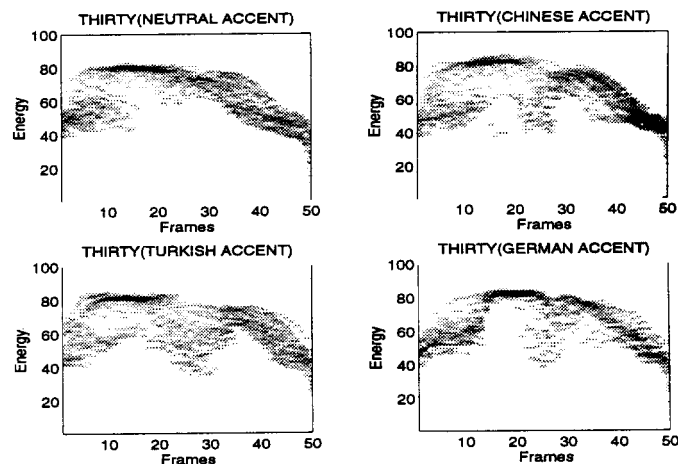 THIRTY(NEUTRAL ACCENT)
100
80
60
40
20
Energy
10 20 30 40 50
Frames
THIRTY(CHINESE ACCENT)
100
80
60
40
20
Energy
10 20 30 40 50
Frames
THIRTY(TURKISH ACCENT)
100
80
60
40
20
Energy
10 20 30 40 50
Frames
THIRTY(GERMAN ACCENT)
100
80
60
40
20
Energy
10 20 30 40 50
Frames